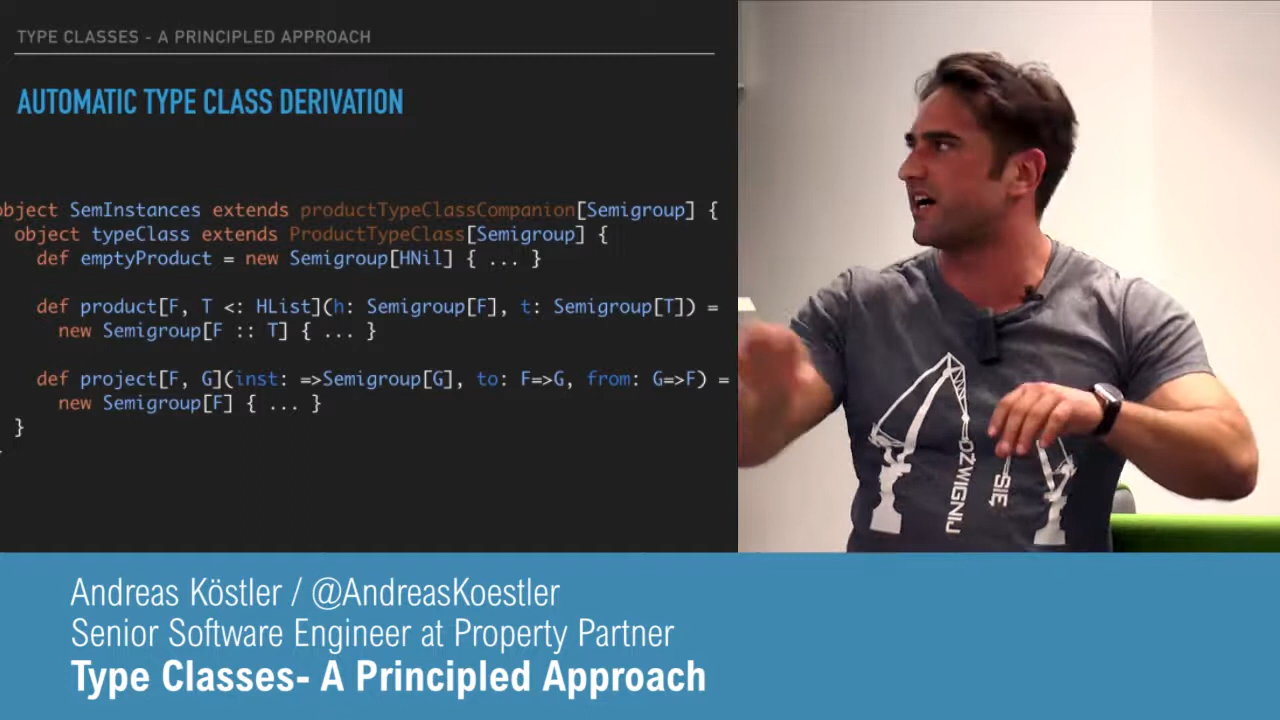 TYPE CLASSES - A PRINCIPLED APPROACH
AUTOMATIC TYPE CLASS DERIVATION
object SemInstances extends productTypeClassCompanion[Semigroup] {
object typeClass extends ProductTypeClass[Semigroup] {
def emptyProduct = new Semigroup[HNil] { ... }
def product[F, T <: HList](h: Semigroup[F], t: Semigroup[T]) =
new Semigroup[F :: T] { ... }
def project[F, G](inst: =>Semigroup[G], to: F=>G, from: G=>F) =
new Semigroup[F] { ... }
}
DŹWIGNIJ
SIĘ
Andreas Köstler / @AndreasKoestler
Senior Software Engineer at Property Partner
Type Classes- A Principled Approach